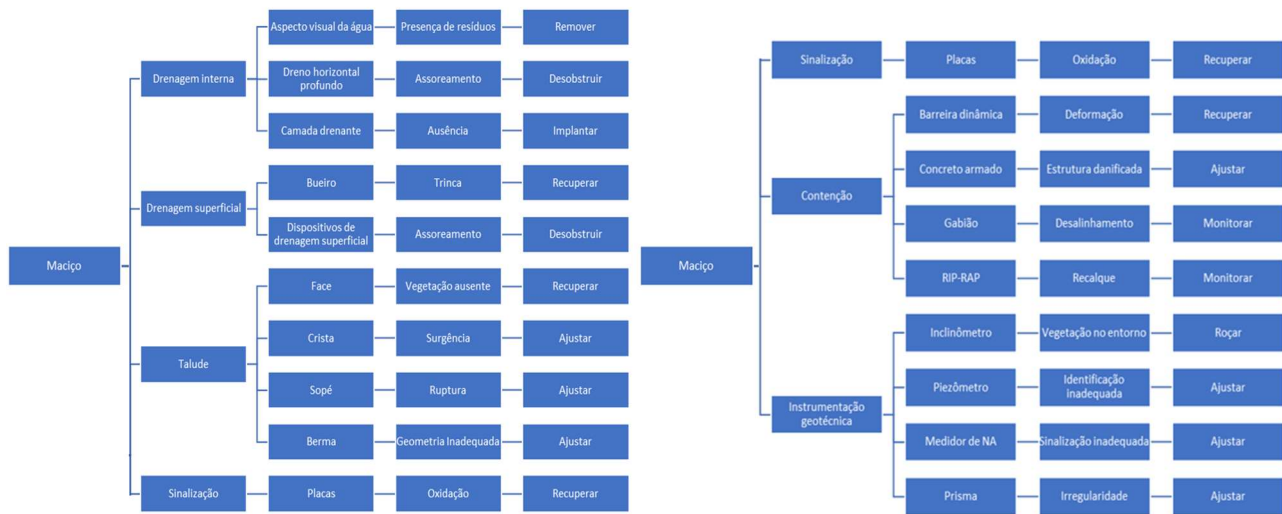 Aspecto visual da água
Presença de resíduos
Remover
Drenagem interna
Dreno horizontal
profundo
Assoreamento
Desobstruir
Camada drenante
Ausência
Implantar
Drenagem superficial
Bueiro
Trinca
Recuperar
Dispositivos de
drenagem superficial
Assoreamento
Desobstruir
Maciço
Talude
Face
Vegetação ausente
Recuperar
Crista
Surgência
Ajustar
Sopé
Ruptura
Ajustar
Berma
Geometria Inadequada
Ajustar
Sinalização
Placas
Oxidação
Recuperar
Maciço
Sinalização
Placas
Oxidação
Recuperar
Contenção
Barreira dinâmica
Deformação
Recuperar
Concreto armado
Estrutura danificada
Ajustar
Gabião
Desalinhamento
Monitorar
RIP-RAP
Recalque
Monitorar
Instrumentação
geotécnica
Inclinômetro
Vegetação no entorno
Roçar
Piezômetro
Identificação
inadequada
Ajustar
Medidor de NA
Sinalização inadequada
Ajustar
Prisma
Irregularidade
Ajustar